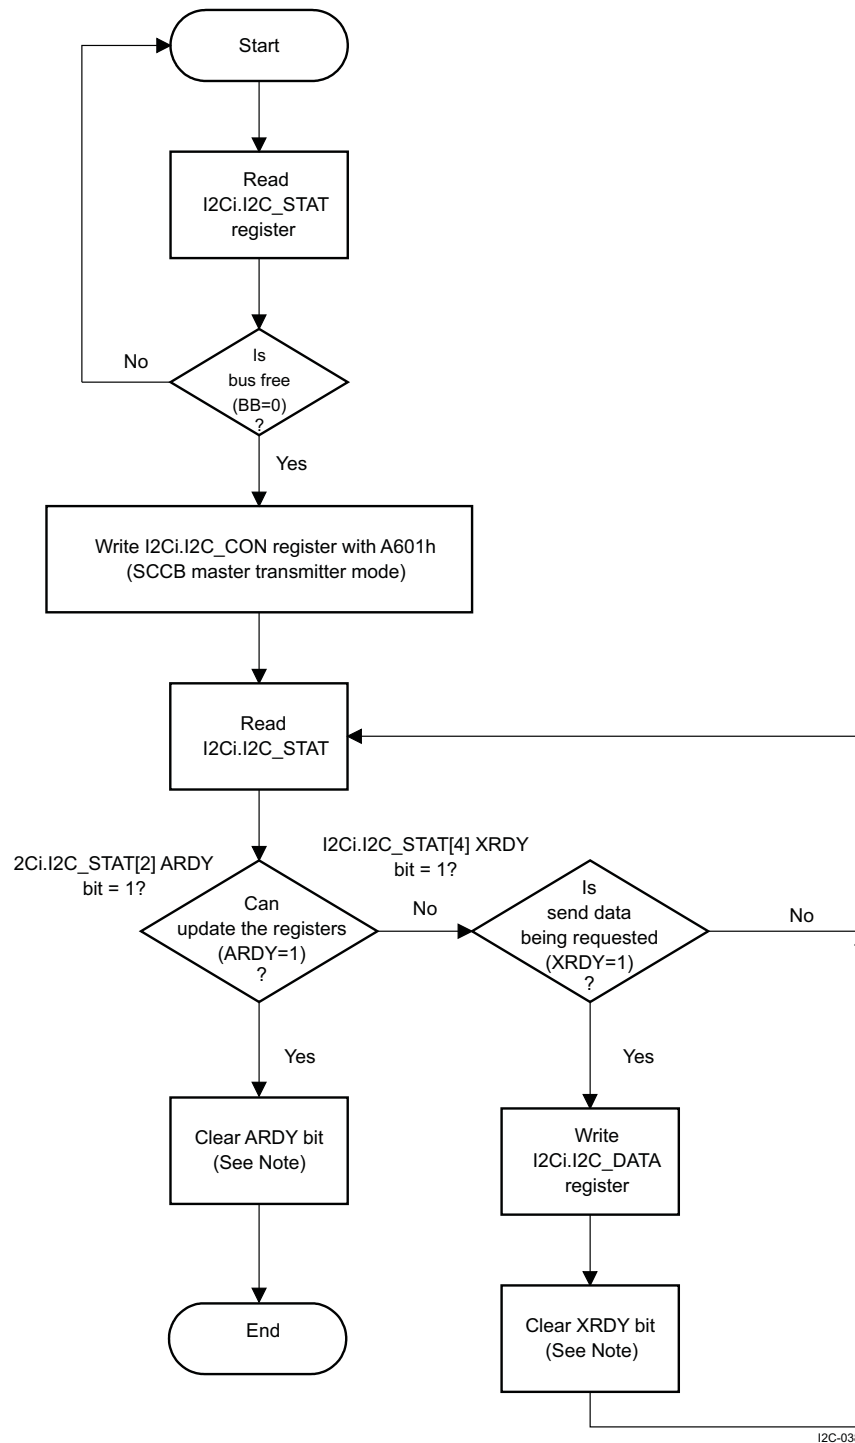 Start
Read
I2Ci.I2C_STAT
register
No
Is
bus free
(BB=0)
?
Yes
Write I2Ci.I2C_CON register with A601h
(SCCB master transmitter mode)
Read
I2Ci.I2C_STAT
2Ci.I2C_STAT[2] ARDY
bit = 1?
I2Ci.I2C_STAT[4] XRDY
bit = 1?
Can
update the registers
(ARDY=1)
?
No
Is
send data
being requested
(XRDY=1)
?
No
Yes
Yes
Clear ARDY bit
(See Note)
Write
I2Ci.I2C_DATA
register
End
Clear XRDY bit
(See Note)
I2C-038